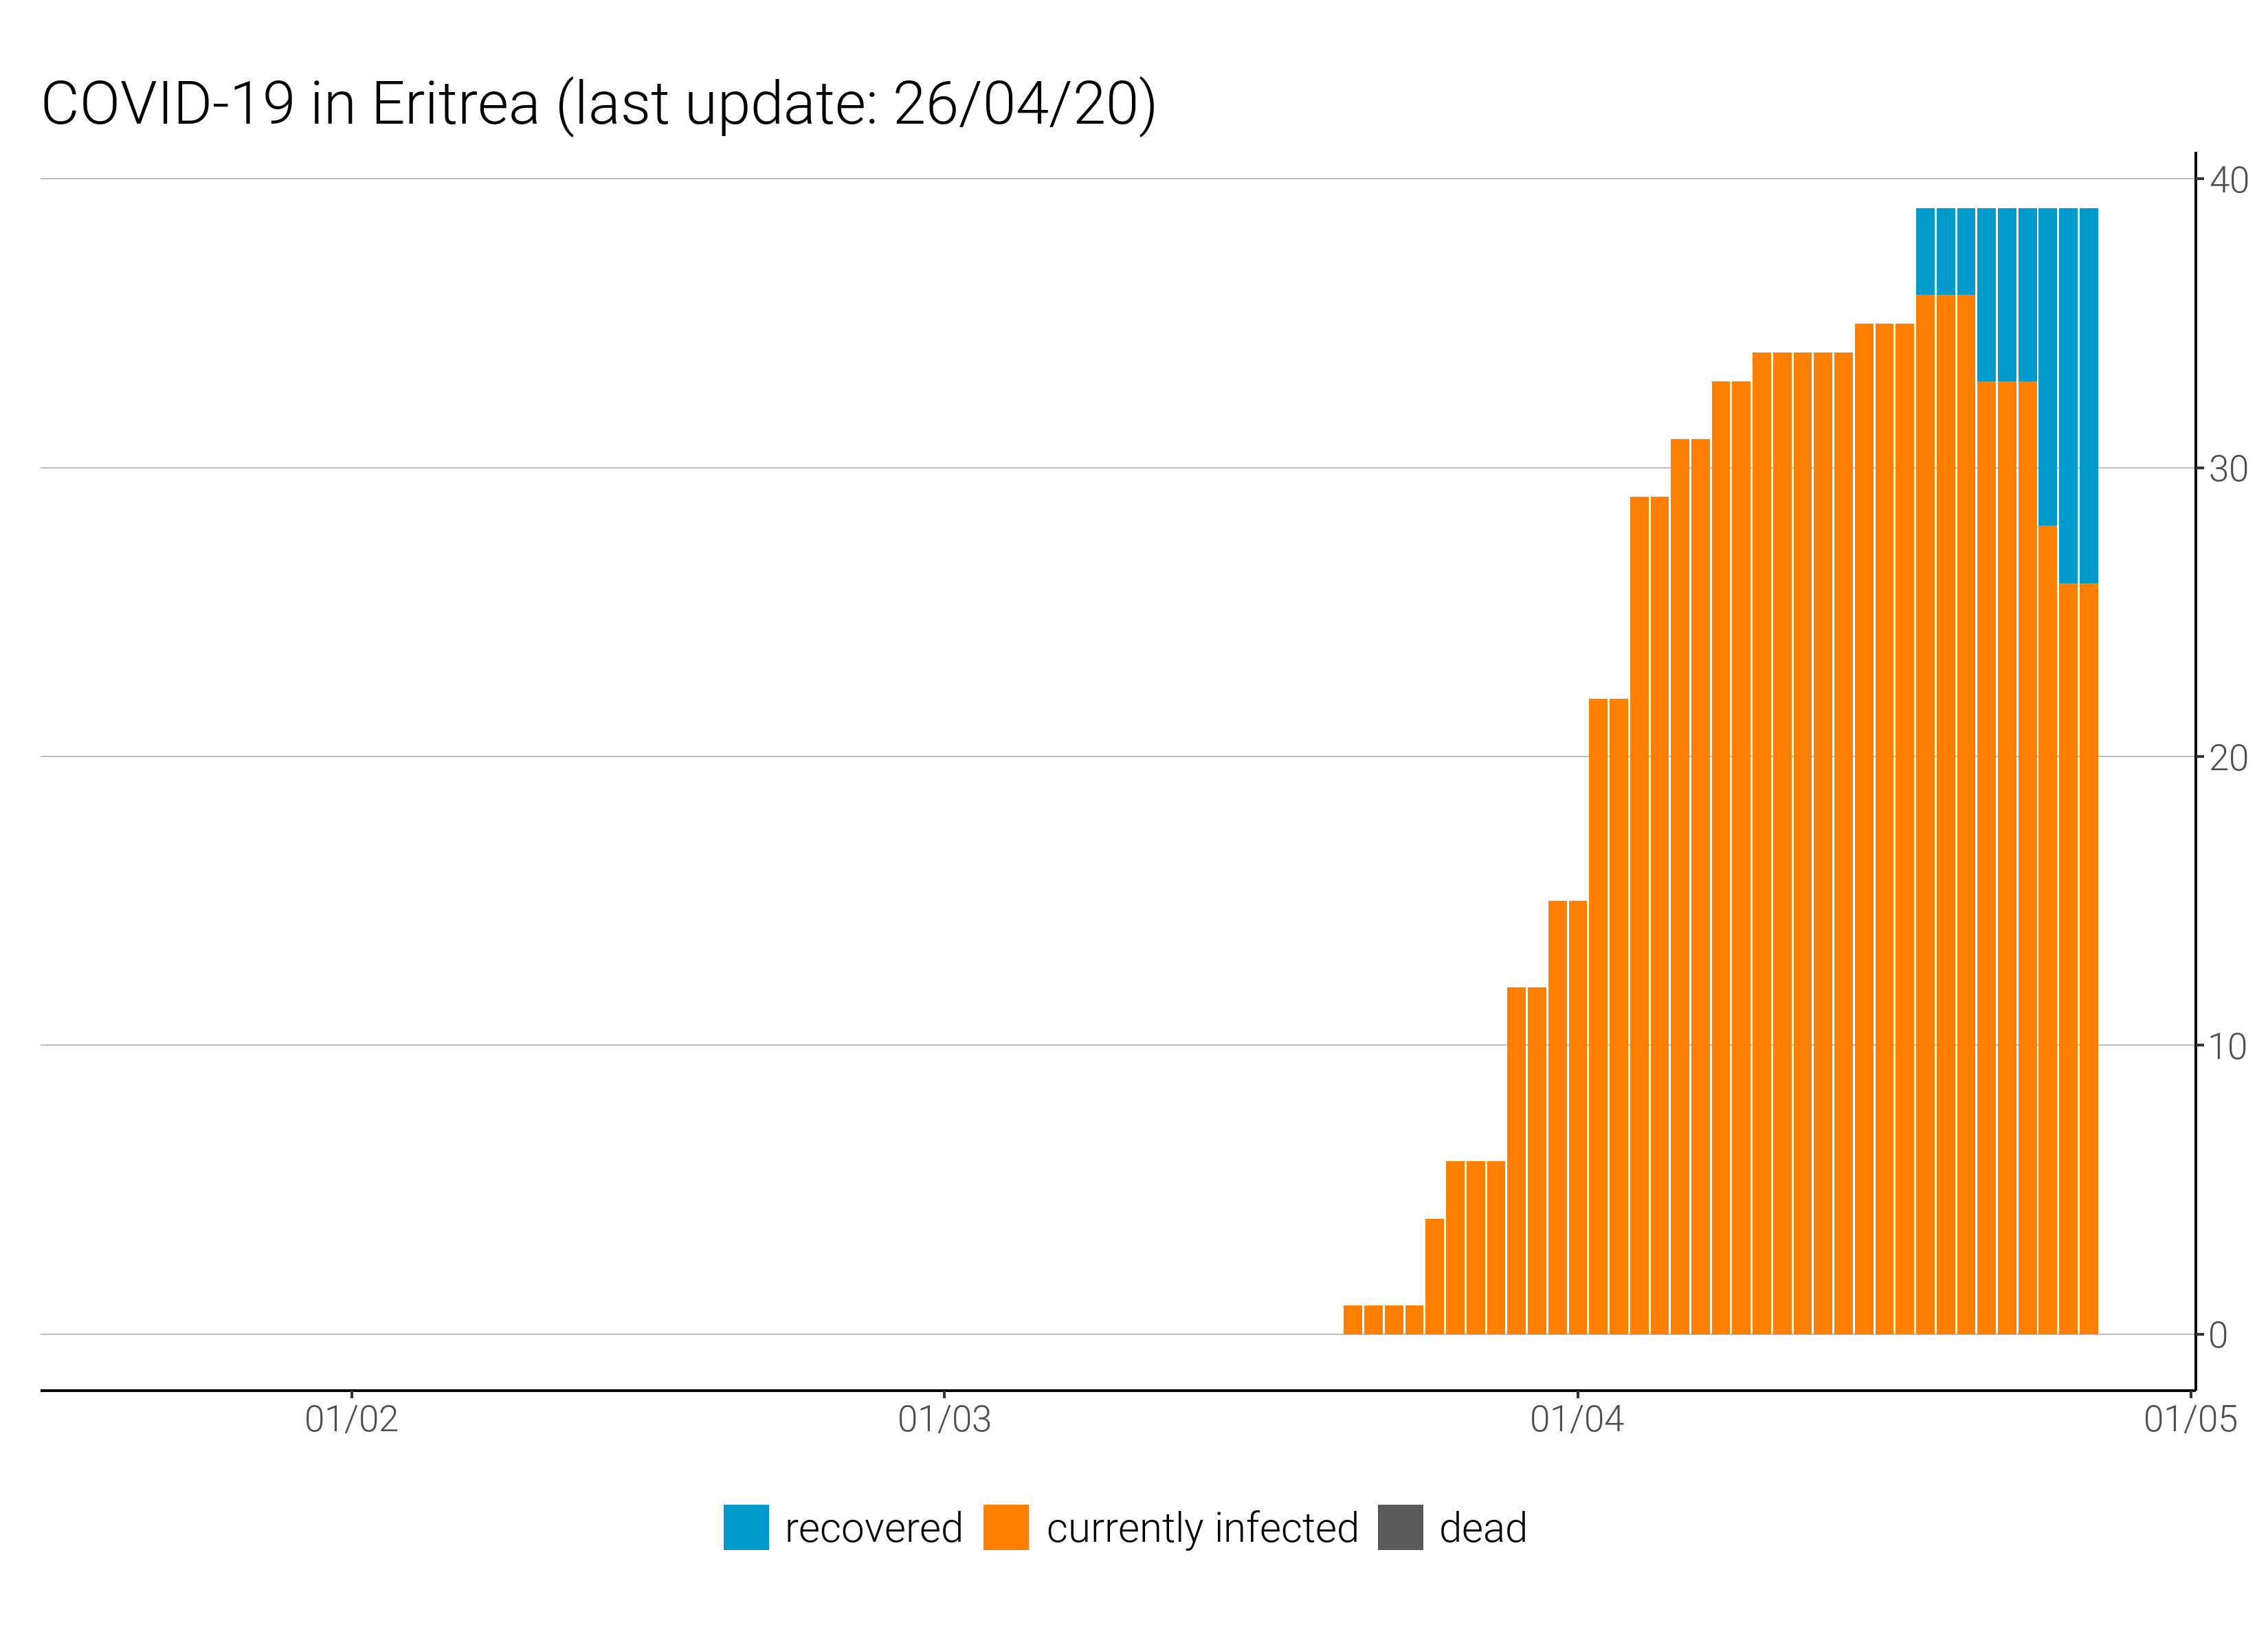 COVID-19 in Eritrea (last update: 26/04/20)
40
30
20
10
0
01/02 01/03 01/04 01/05
recovered currently infected dead